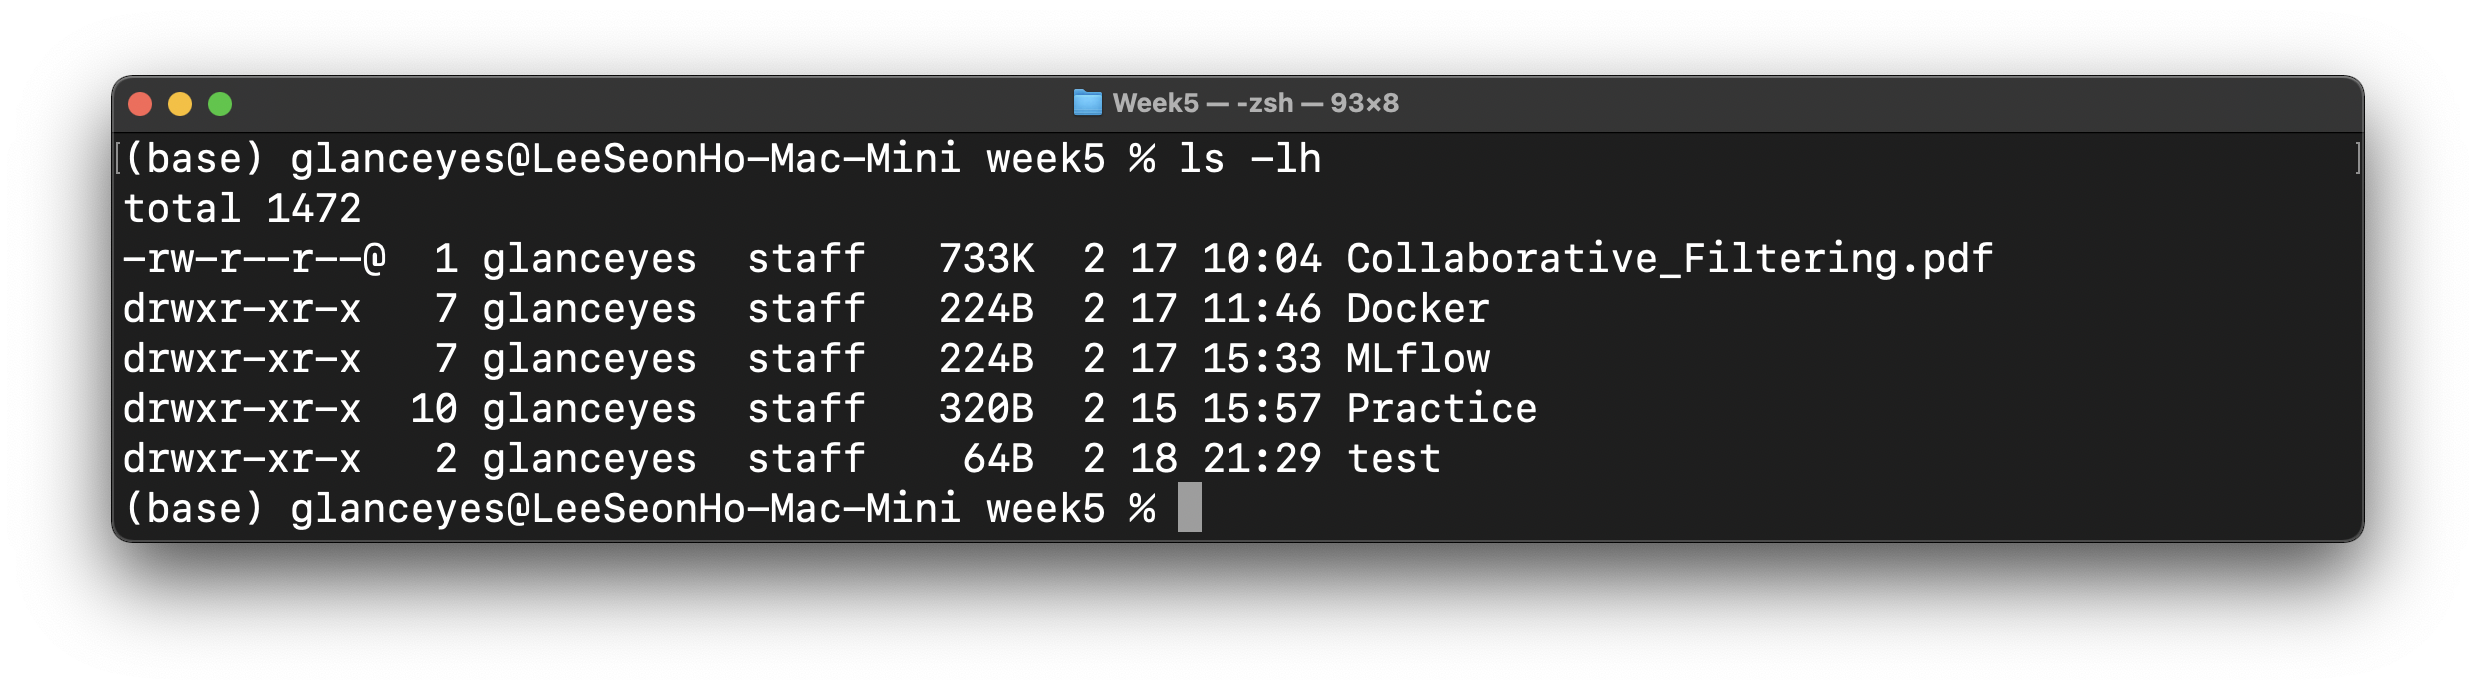 Week5 — -zsh — 93×8
(base) glanceyes@LeeSeonHo-Mac-Mini week5 % ls -lh
total 1472
-rw-r--r--@  1 glanceyes  staff   733K  2 17 10:04 Collaborative_Filtering.pdf
drwxr-xr-x   7 glanceyes  staff   224B  2 17 11:46 Docker
drwxr-xr-x   7 glanceyes  staff   224B  2 17 15:33 MLflow
drwxr-xr-x  10 glanceyes  staff   320B  2 15 15:57 Practice
drwxr-xr-x   2 glanceyes  staff    64B  2 18 21:29 test
(base) glanceyes@LeeSeonHo-Mac-Mini week5 %